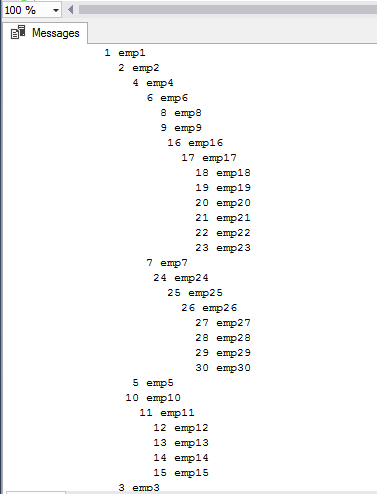 100 %
Messages
1 emp1
2 emp2
4 emp4
6 emp6
8 emp8
9 emp9
16 emp16
17 emp17
18 emp18
19 emp19
20 emp20
21 emp21
22 emp22
23 emp23
7 emp7
24 emp24
25 emp25
26 emp26
27 emp27
28 emp28
29 emp29
30 emp30
5 emp5
10 emp10
11 emp11
12 emp12
13 emp13
14 emp14
15 emp15
3 emp3